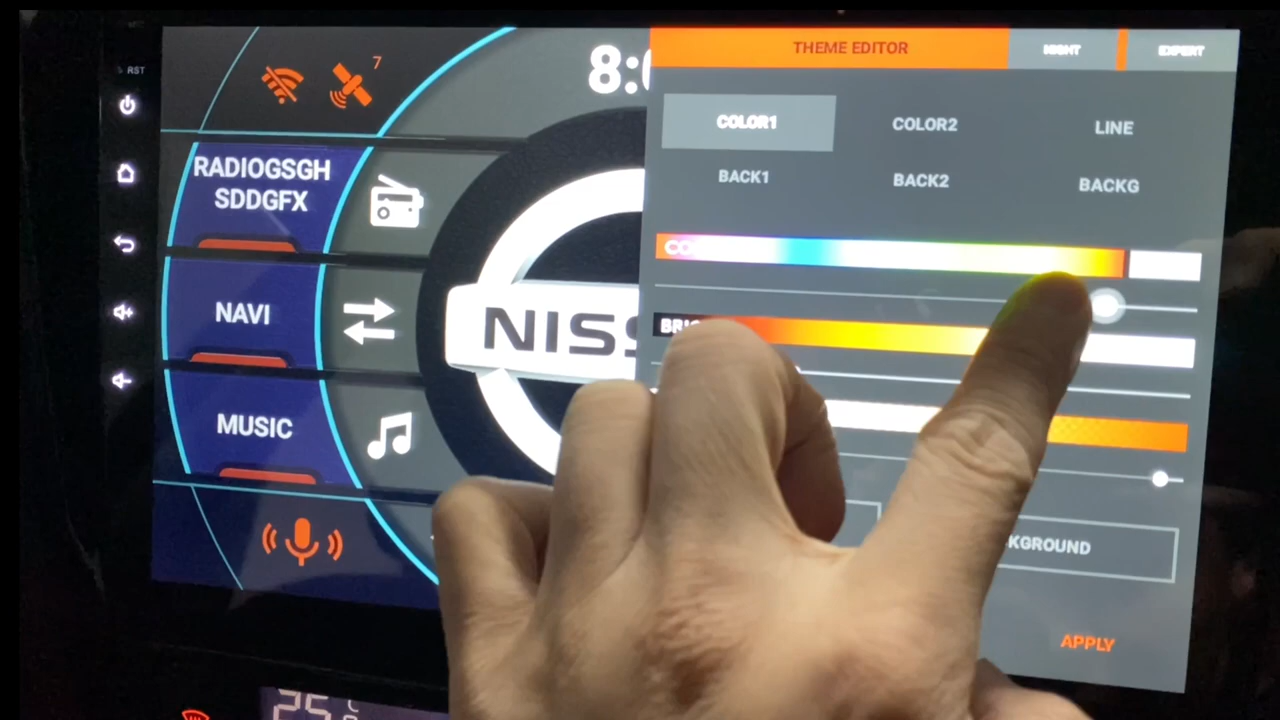 RST
7
8:
THEME EDITOR
NIGHT
EXPERT
RADIOGSGH
SDDGFX
COLOR1
COLOR2
LINE
BACK1
BACK2
BACKG
NAVI
NISS
MUSIC
KGROUND
APPLY
25